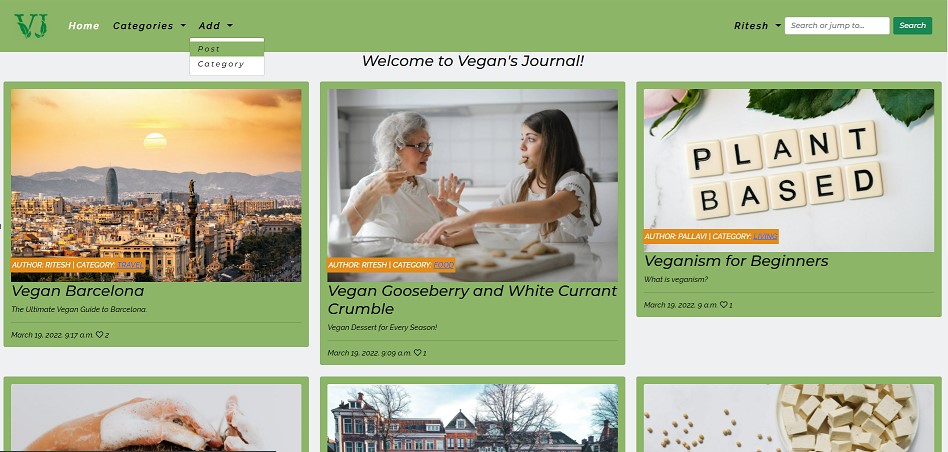 VJ Home Categories Add Ritesh Search or jump to... Search
Post
Category
Welcome to Vegan's Journal!
PLANT
BASED
AUTHOR: RITESH | CATEGORY: TRAVEL
Vegan Barcelona
The Ultimate Vegan Guide to Barcelona.
March 19, 2022, 9:17 a.m. 2
AUTHOR: RITESH | CATEGORY: FOOD
Vegan Gooseberry and White Currant
Crumble
Vegan Dessert for Every Season!
March 19, 2022, 9:09 a.m. 1
AUTHOR: PALLAVI | CATEGORY: LIVING
Veganism for Beginners
What is veganism?
March 19, 2022, 9 a.m. 1